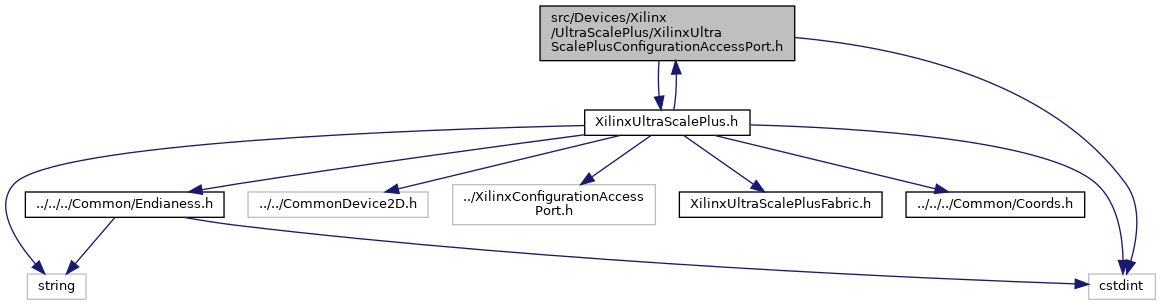 src/Devices/Xilinx
/UltraScalePlus/XilinxUltra
ScalePlusConfigurationAccessPort.h
XilinxUltraScalePlus.h
../../../Common/Endianess.h
../../CommonDevice2D.h
../XilinxConfigurationAccess
Port.h
XilinxUltraScalePlusFabric.h
../../../Common/Coords.h
string
cstdint